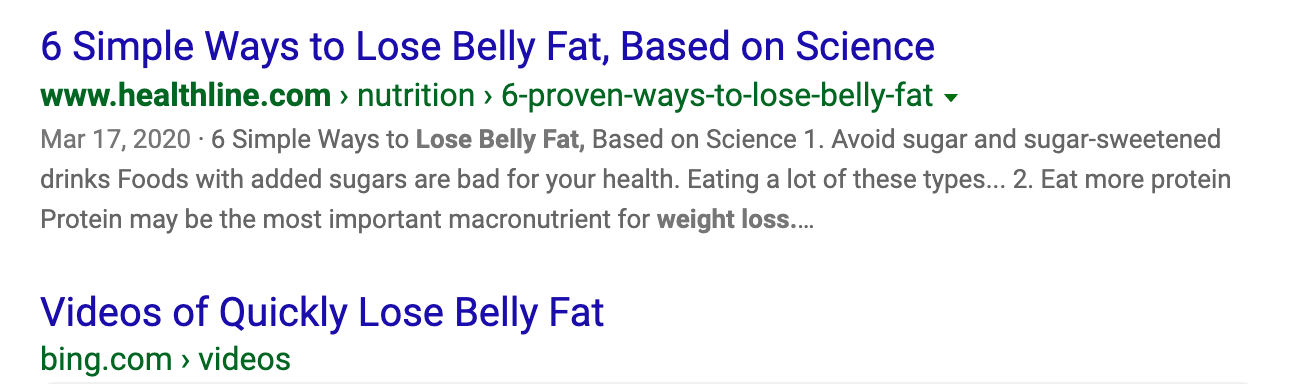 6 Simple Ways to Lose Belly Fat, Based on Science
www.healthline.com › nutrition › 6-proven-ways-to-lose-belly-fat
Mar 17, 2020 · 6 Simple Ways to Lose Belly Fat, Based on Science 1. Avoid sugar and sugar-sweetened
drinks Foods with added sugars are bad for your health. Eating a lot of these types... 2. Eat more protein
Protein may be the most important macronutrient for weight loss.…
Videos of Quickly Lose Belly Fat
bing.com › videos